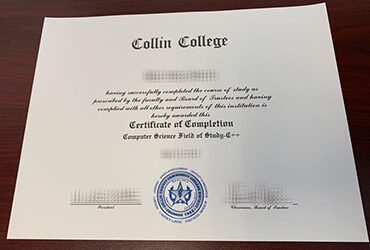 Collin College
having successfully completed the course of study as
prescribed by the faculty and Board of Trustees and having
complied with all other requirements of this institution is
hereby awarded this
Certificate of Completion
Computer Science Field of Study-C++
President
Chairman, Board of Trustees